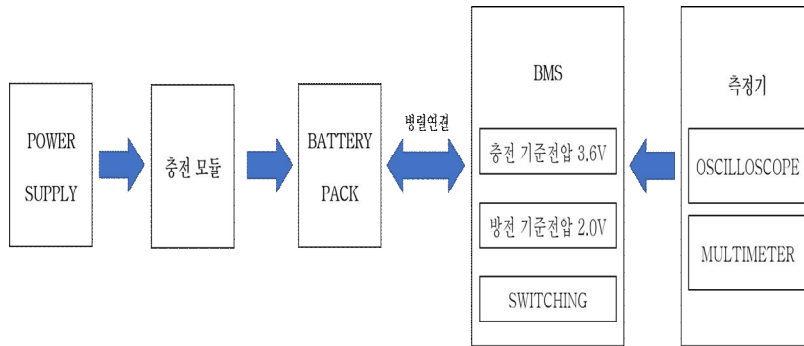 POWER
SUPPLY
충전 모듈
BATTERY
PACK
병렬연결
BMS
충전 기준전압 3.6V
방전 기준전압 2.0V
SWITCHING
측정기
OSCILLOSCOPE
MULTIMETER